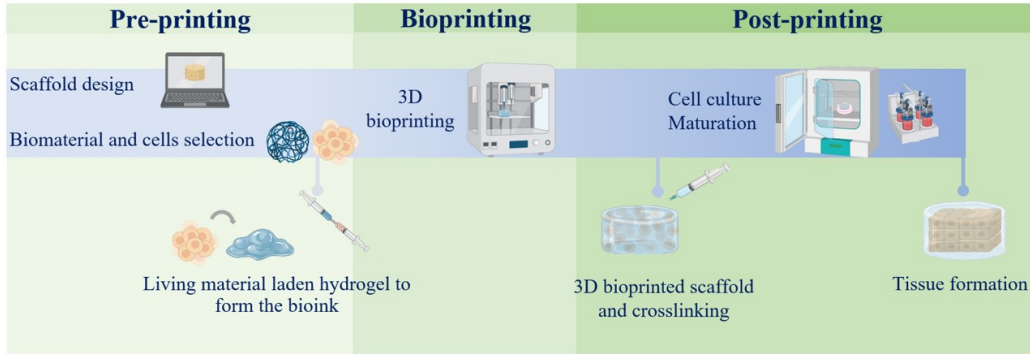 Pre-printing
Bioprinting
Post-printing
Scaffold design
Biomaterial and cells selection
3D
bioprinting
Cell culture
Maturation
Living material laden hydrogel to
form the bioink
3D bioprinted scaffold
and crosslinking
Tissue formation